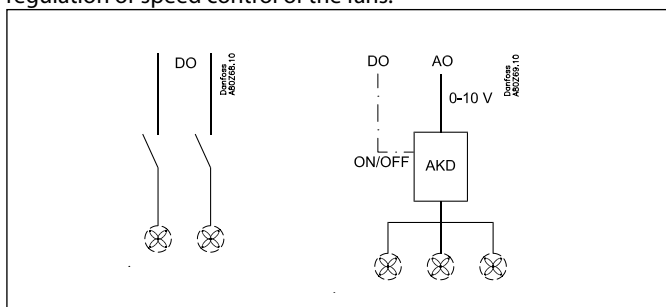 regulation or speed control of the fans.
DO
Danfoss
A80Z68.10
DO
AO
Danfoss
A80Z69.10
0-10 V
ON/OFF
AKD